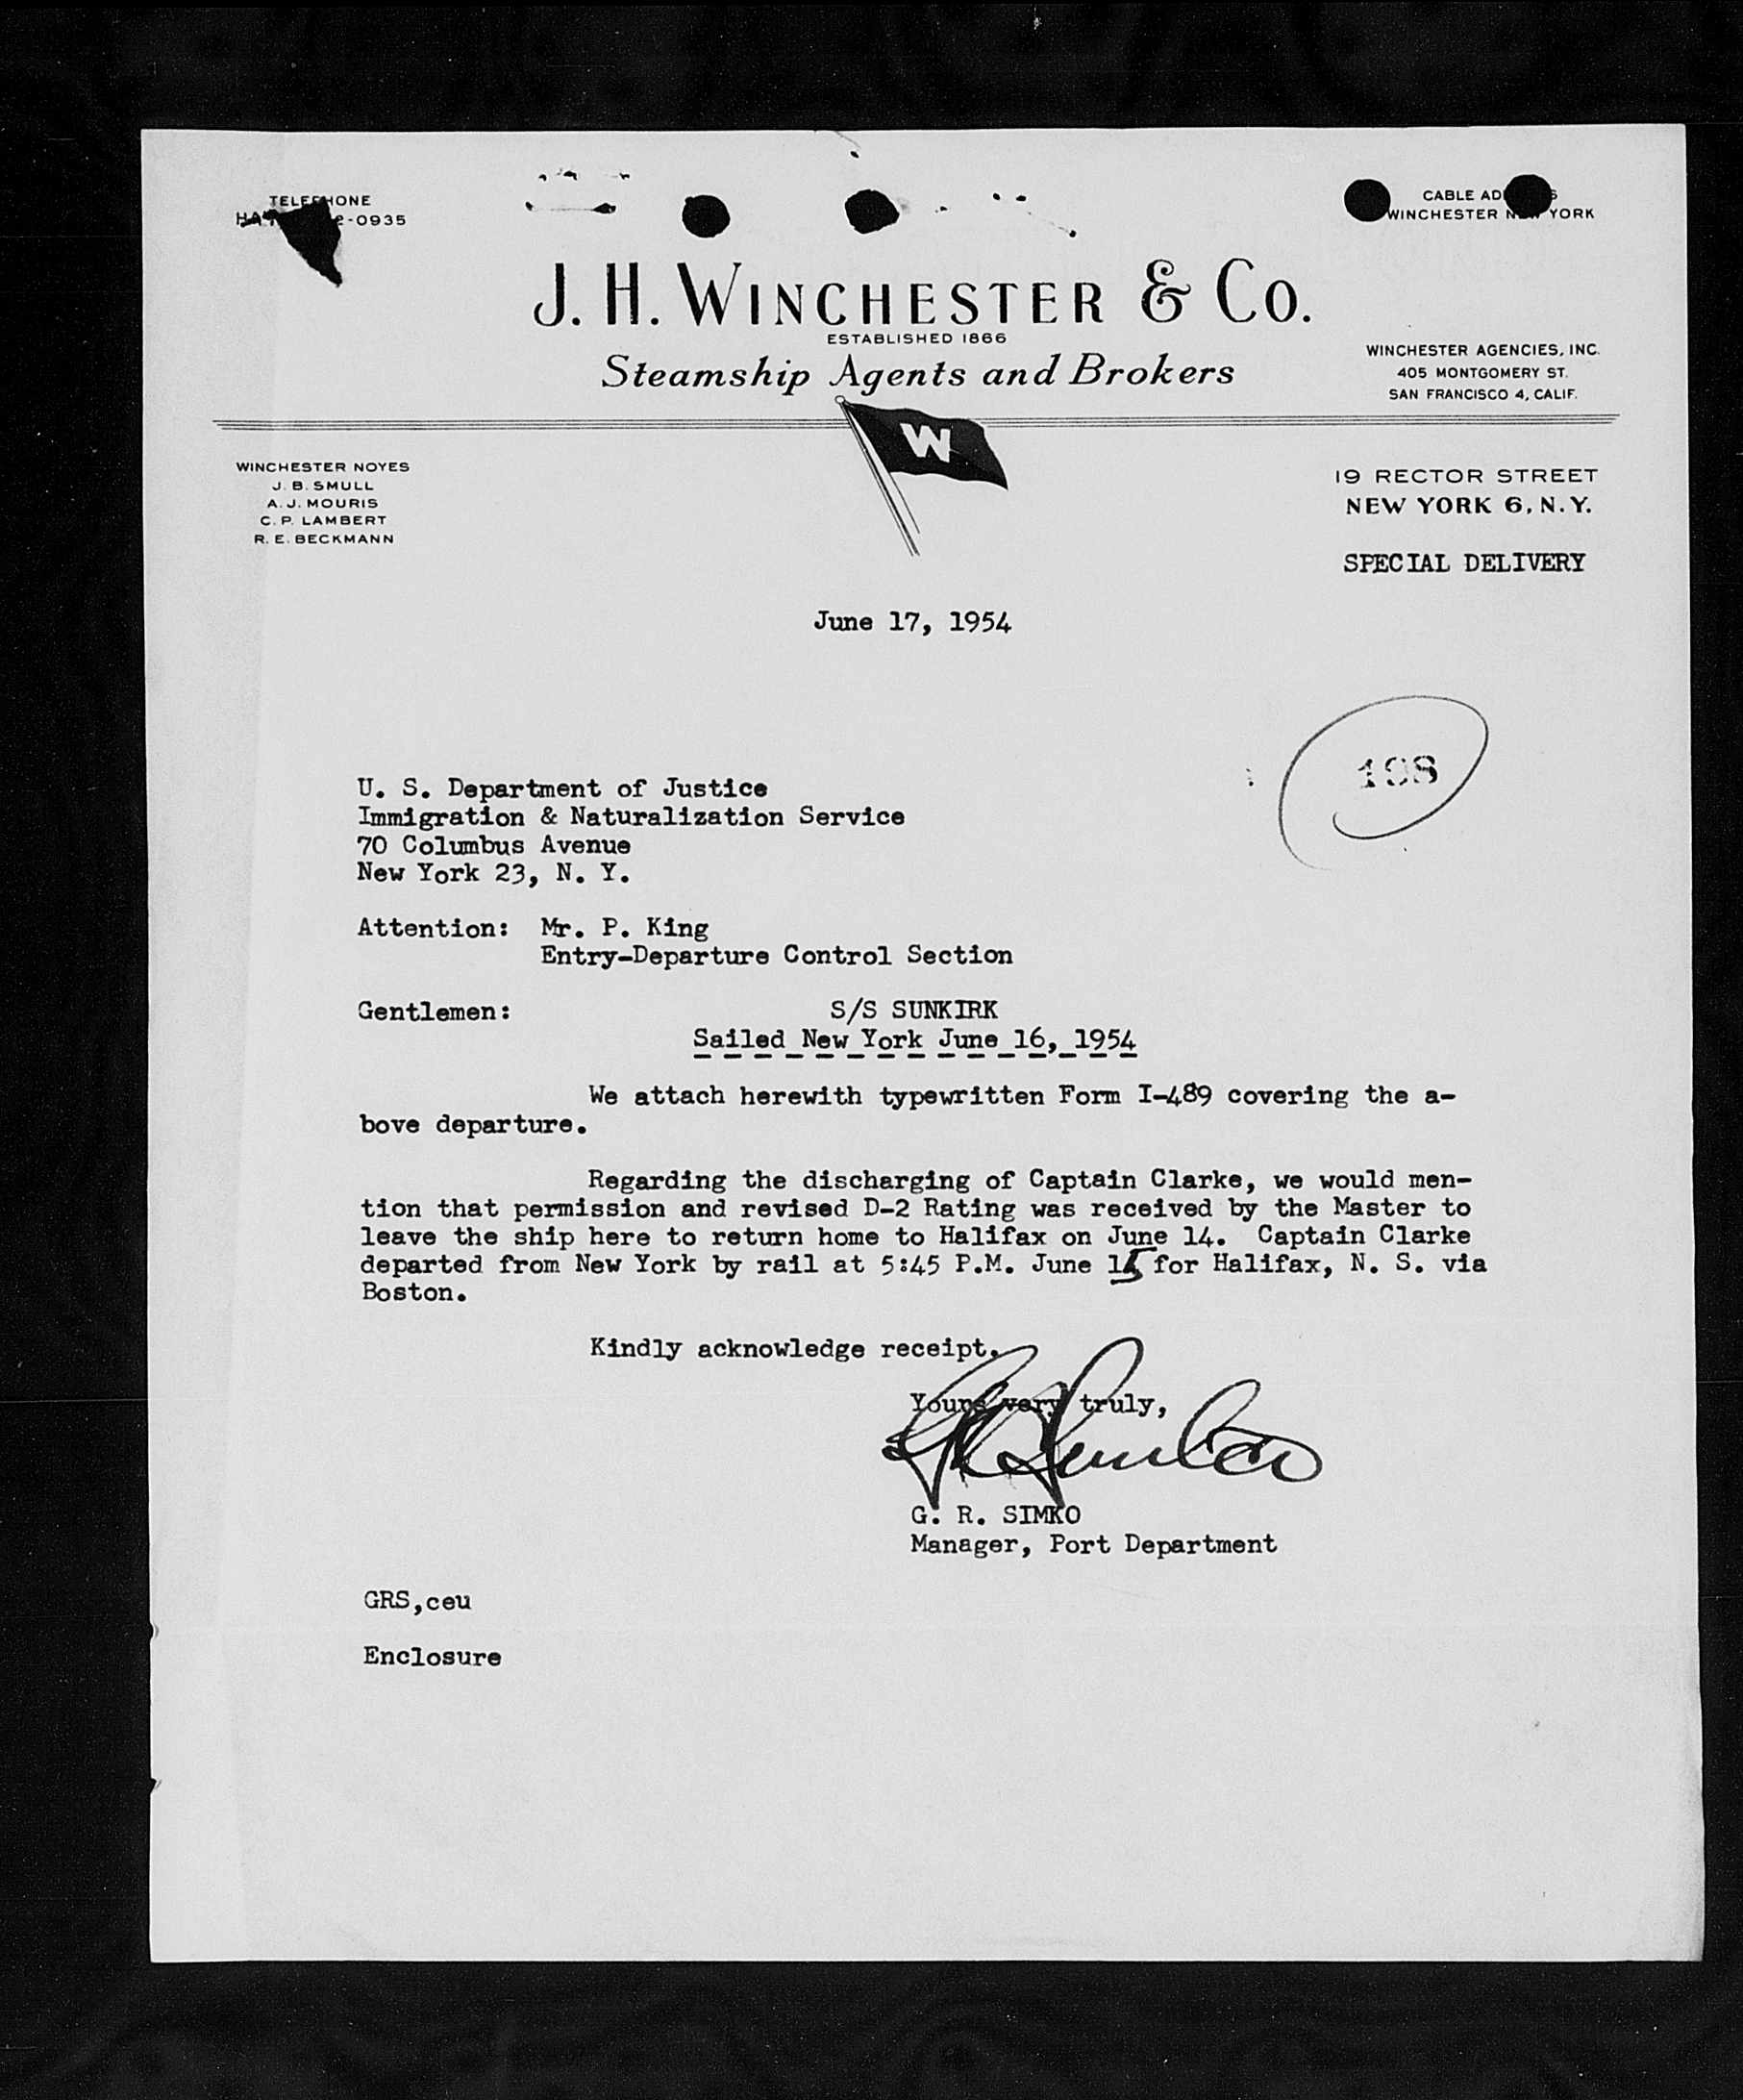 TELEPHONE
2-0935
CABLE ADDRESS
WINCHESTER NEW YORK
J. H. WINCHESTER & CO.
ESTABLISHED 1866
Steamship Agents and Brokers
WINCHESTER AGENCIES, INC.
405 MONTGOMERY ST.
SAN FRANCISCO 4, CALIF.
W
WINCHESTER NOYES
J. B. SMULL
A. J. MOURIS
C. P. LAMBERT
R. E. BECKMANN
19 RECTOR STREET
NEW YORK 6, N.Y.
SPECIAL DELIVERY
June 17, 1954
198
U. S. Department of Justice
Immigration & Naturalization Service
70 Columbus Avenue
New York 23, N. Y.
Attention: Mr. P. King
Entry-Departure Control Section
Gentlemen: S/S SUNKIRK
Sailed New York June 16, 1954
We attach herewith typewritten Form I-489 covering the a-
bove departure.
Regarding the discharging of Captain Clarke, we would men-
tion that permission and revised D-2 Rating was received by the Master to
leave the ship here to return home to Halifax on June 14. Captain Clarke
departed from New York by rail at 5:45 P.M. June 15 for Halifax, N. S. via
Boston.
Kindly acknowledge receipt.
Yours very truly,
G R Simko
G. R. SIMKO
Manager, Port Department
GRS,ceu
Enclosure